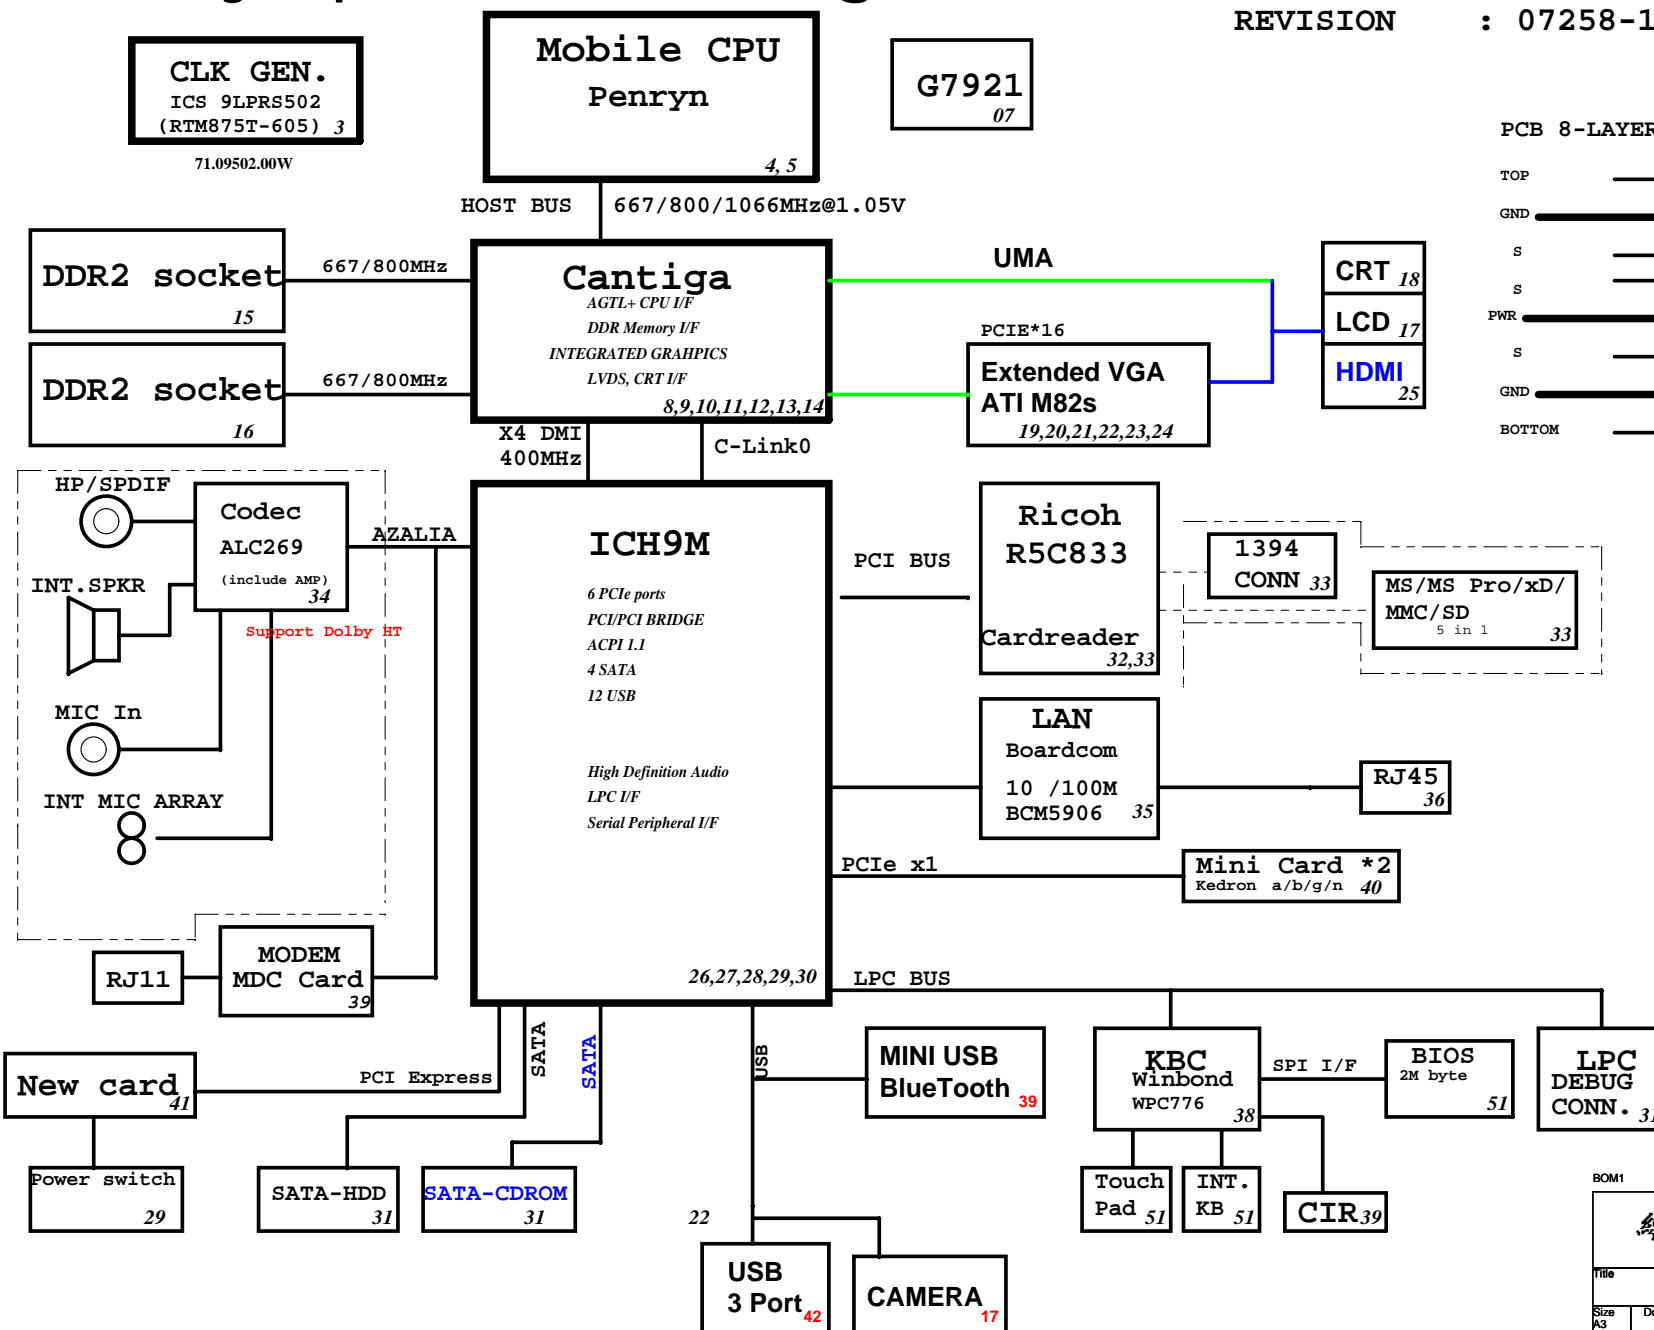 REVISION : 07258-1
CLK GEN.
ICS 9LPRS502
(RTM875T-605) 3
71.09502.00W
Mobile CPU
Penryn
4, 5
G7921
07
PCB 8-LAYER
TOP
GND
S
S
PWR
S
GND
BOTTOM
HOST BUS
667/800/1066MHz@1.05V
DDR2 socket
15
667/800MHz
DDR2 socket
16
667/800MHz
Cantiga
AGTL+ CPU I/F
DDR Memory I/F
INTEGRATED GRAHPICS
LVDS, CRT I/F
8,9,10,11,12,13,14
UMA
PCIE*16
Extended VGA
ATI M82s
19,20,21,22,23,24
CRT 18
LCD 17
HDMI
25
X4 DMI
400MHz
C-Link0
HP/SPDIF
Codec
ALC269
(include AMP)
34
AZALIA
INT.SPKR
Support Dolby HT
MIC In
INT MIC ARRAY
ICH9M
6 PCIe ports
PCI/PCI BRIDGE
ACPI 1.1
4 SATA
12 USB
High Definition Audio
LPC I/F
Serial Peripheral I/F
26,27,28,29,30
PCI BUS
Ricoh
R5C833
Cardreader
32,33
1394
CONN 33
MS/MS Pro/xD/
MMC/SD
5 in 1
33
LAN
Boardcom
10 /100M
BCM5906 35
RJ45
36
PCIe x1
Mini Card *2
Kedron a/b/g/n 40
RJ11
MODEM
MDC Card
39
LPC BUS
New card
41
PCI Express
SATA
SATA
USB
MINI USB
BlueTooth 39
KBC
Winbond
WPC776
38
SPI I/F
BIOS
2M byte
51
LPC
DEBUG
CONN. 31
Power switch
29
SATA-HDD
31
SATA-CDROM
31
22
Touch
Pad 51
INT.
KB 51
CIR 39
USB
3 Port 42
CAMERA
17
BOM1
Title
Size
A3